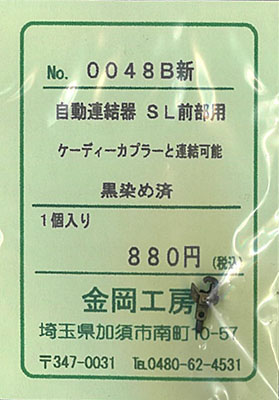 No. 0048B新
自動連結器 SL前部用
ケーディーカプラーと連結可能
黒染め済
1個入り
880円 (税込)
金岡工房
埼玉県加須市南町10-57
〒347-0031 TEL0480-62-4531